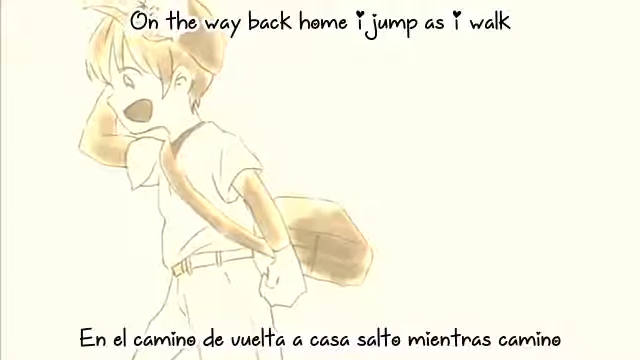 On the way back home i jump as i walk
En el camino de vuelta a casa salto mientras camino